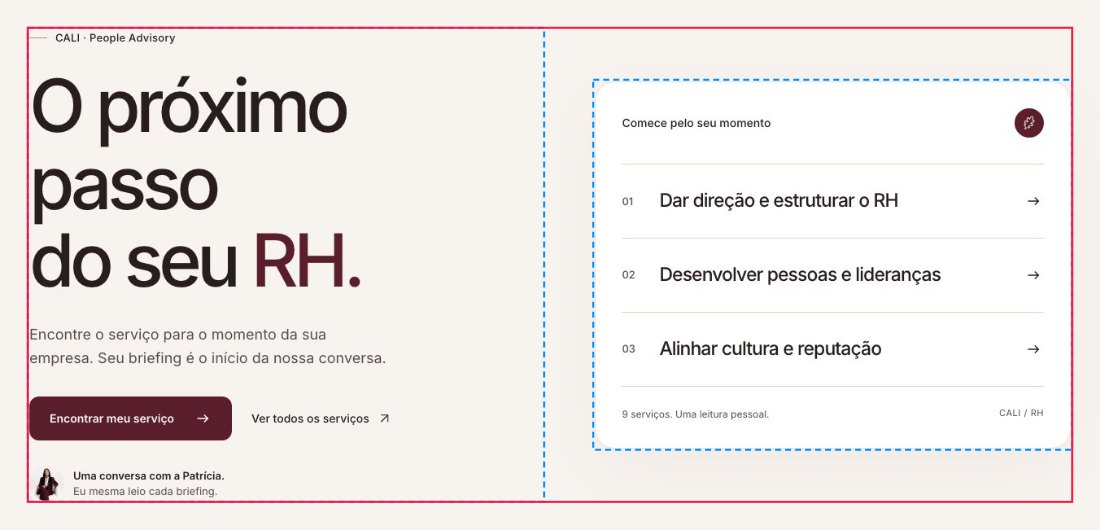 CALI · People Advisory
O próximo
passo
do seu RH.
Encontre o serviço para o momento da sua
empresa. Seu briefing é o início da nossa conversa.
Encontrar meu serviço →
Ver todos os serviços ↗
Uma conversa com a Patrícia.
Eu mesma leio cada briefing.
Comece pelo seu momento
01 Dar direção e estruturar o RH →
02 Desenvolver pessoas e lideranças →
03 Alinhar cultura e reputação →
9 serviços. Uma leitura pessoal.
CALI / RH